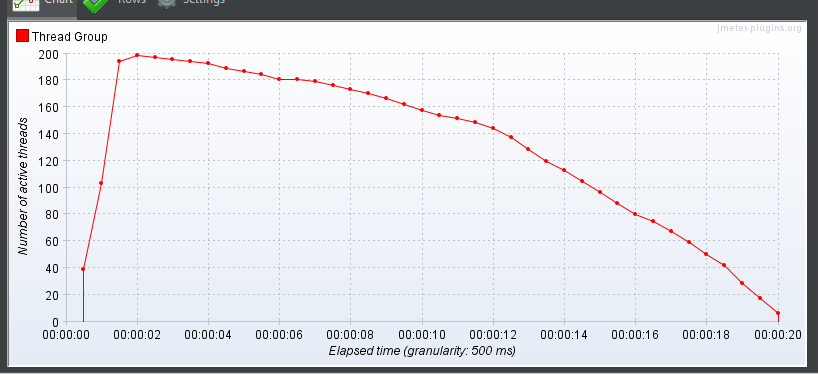 Chart Rows Settings
jmeter-plugins.org
Thread Group
200
180
160
140
120
100
80
60
40
20
0
Number of active threads
00:00:00 00:00:02 00:00:04 00:00:06 00:00:08 00:00:10 00:00:12 00:00:14 00:00:16 00:00:18 00:00:20
Elapsed time (granularity: 500 ms)